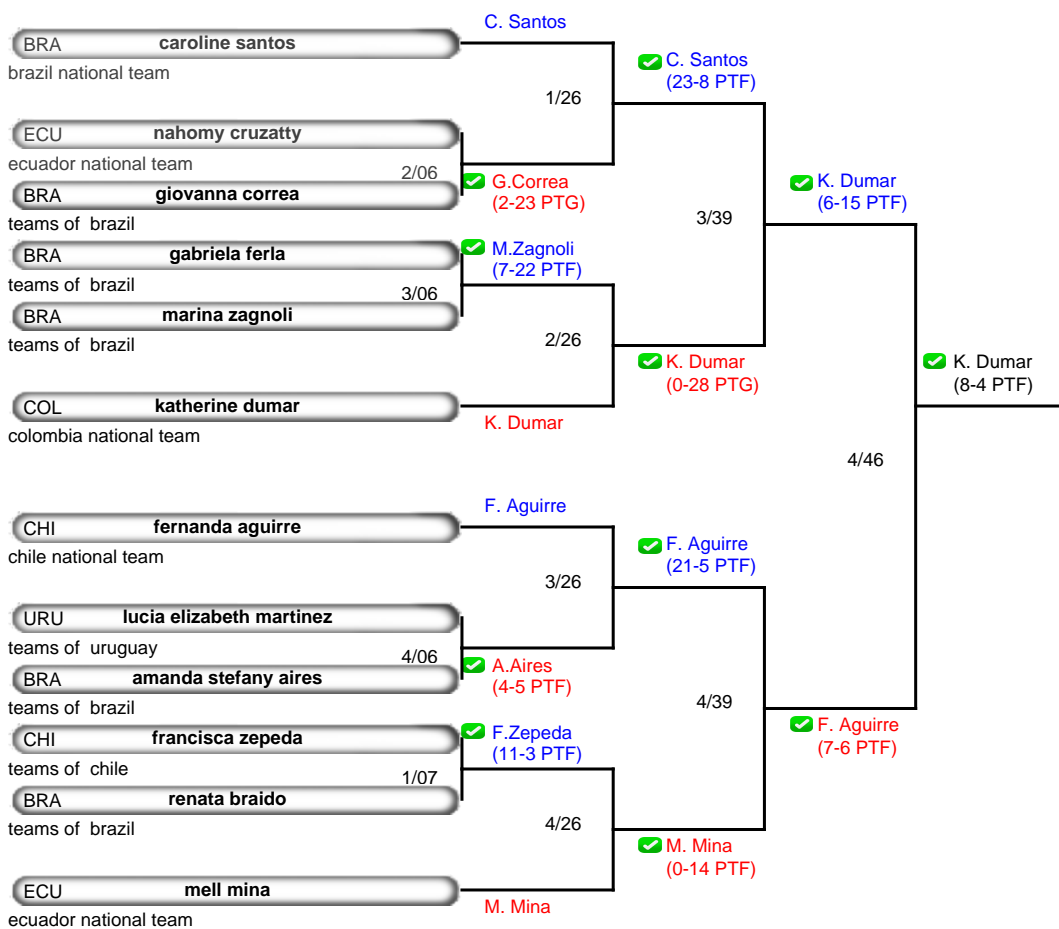 C. Santos
BRA caroline santos
brazil national team
C. Santos
(23-8 PTF)
1/26
ECU nahomy cruzatty
ecuador national team
2/06
G.Correa
(2-23 PTG)
BRA giovanna correa
teams of  brazil
K. Dumar
(6-15 PTF)
3/39
BRA gabriela ferla
teams of  brazil
M.Zagnoli
(7-22 PTF)
3/06
BRA marina zagnoli
teams of  brazil
2/26
K. Dumar
(0-28 PTG)
K. Dumar
(8-4 PTF)
COL katherine dumar
colombia national team
K. Dumar
4/46
F. Aguirre
CHI fernanda aguirre
chile national team
F. Aguirre
(21-5 PTF)
3/26
URU lucia elizabeth martinez
teams of  uruguay
4/06
A.Aires
(4-5 PTF)
BRA amanda stefany aires
teams of  brazil
4/39
F. Aguirre
(7-6 PTF)
CHI francisca zepeda
teams of  chile
F.Zepeda
(11-3 PTF)
1/07
BRA renata braido
teams of  brazil
4/26
M. Mina
(0-14 PTF)
ECU mell mina
ecuador national team
M. Mina